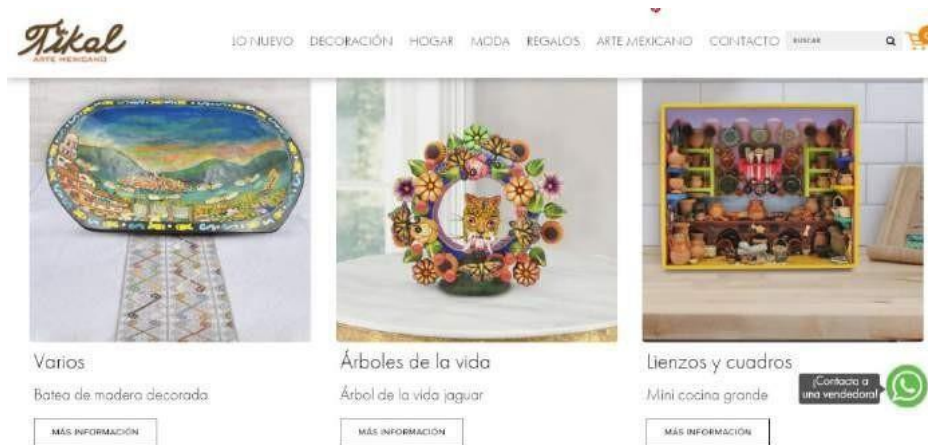 Tikal
ARTE MEXICANO
LO NUEVO DECORACIÓN HOGAR MODA REGALOS ARTE MEXICANO CONTACTO BUSCAR
0
Varios
Árboles de la vida
Lienzos y cuadros
Batea de madera decorada
Árbol de la vida jaguar
Mini cocina grande
¡Contacta a
una vendedora!
MÁS INFORMACIÓN
MÁS INFORMACIÓN
MÁS INFORMACIÓN